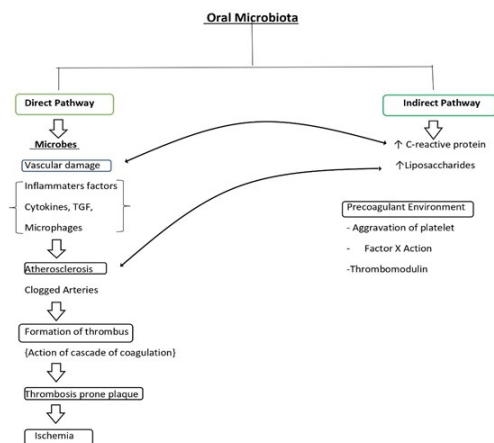 Oral Microbiota
Direct Pathway
Microbes
Vascular damage
Inflammaters factors
Cytokines, TGF,
Microphages
Atherosclerosis
Clogged Arteries
Formation of thrombus
{Action of cascade of coagulation}
Thrombosis prone plaque
Ischemia
Indirect Pathway
↑ C-reactive protein
↑Liposaccharides
Precoagulant Environment
- Aggravation of platelet
- Factor X Action
-Thrombomodulin